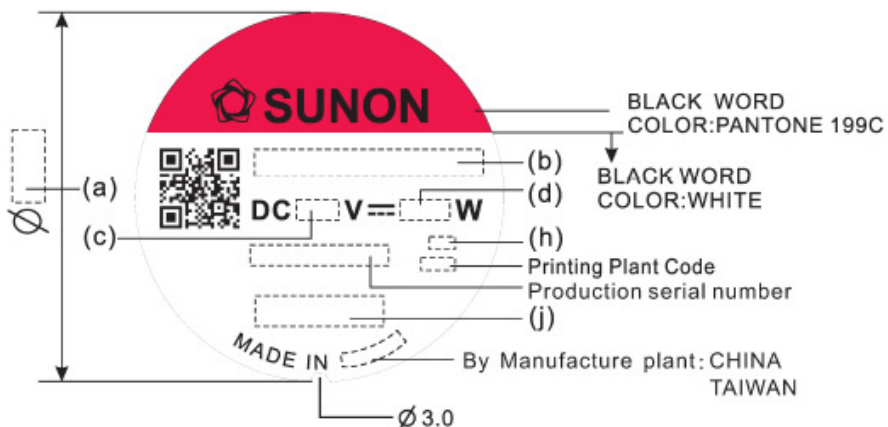 SUNON
BLACK WORD
COLOR:PANTONE 199C
(b)
BLACK WORD
COLOR:WHITE
(a)
(d)
DC V⎓ W
(c)
(h)
Printing Plant Code
Production serial number
(j)
MADE IN
By Manufacture plant: CHINA
TAIWAN
Ø
Ø3.0